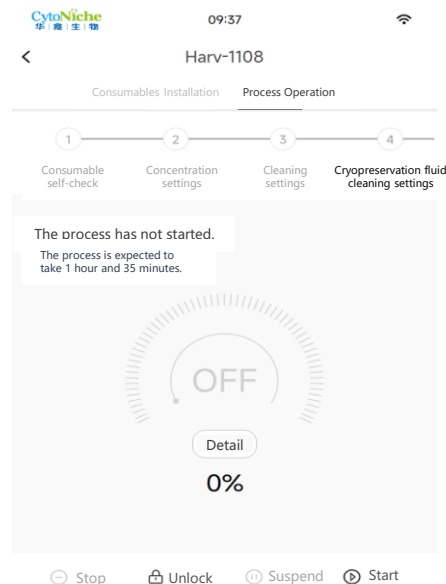 CytoNiche
华龛生物
09:37
Harv-1108
Consumables Installation
Process Operation
1
2
3
4
Consumable
self-check
Concentration
settings
Cleaning
settings
Cryopreservation fluid
cleaning settings
The process has not started.
The process is expected to
take 1 hour and 35 minutes.
OFF
Detail
0%
Stop
Unlock
Suspend
Start